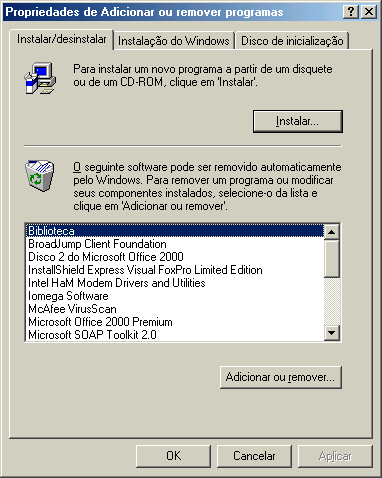 Propriedades de Adicionar ou remover programas
Instalar/desinstalar
Instalação do Windows
Disco de inicialização
Para instalar um novo programa a partir de um disquete
ou de um CD-ROM, clique em 'Instalar'.
Instalar...
O seguinte software pode ser removido automaticamente
pelo Windows. Para remover um programa ou modificar
seus componentes instalados, selecione-o da lista e
clique em 'Adicionar ou remover'.
Biblioteca
BroadJump Client Foundation
Disco 2 do Microsoft Office 2000
InstallShield Express Visual FoxPro Limited Edition
Intel HaM Modem Drivers and Utilities
Iomega Software
McAfee VirusScan
Microsoft Office 2000 Premium
Microsoft SOAP Toolkit 2.0
Adicionar ou remover...
OK
Cancelar
Aplicar